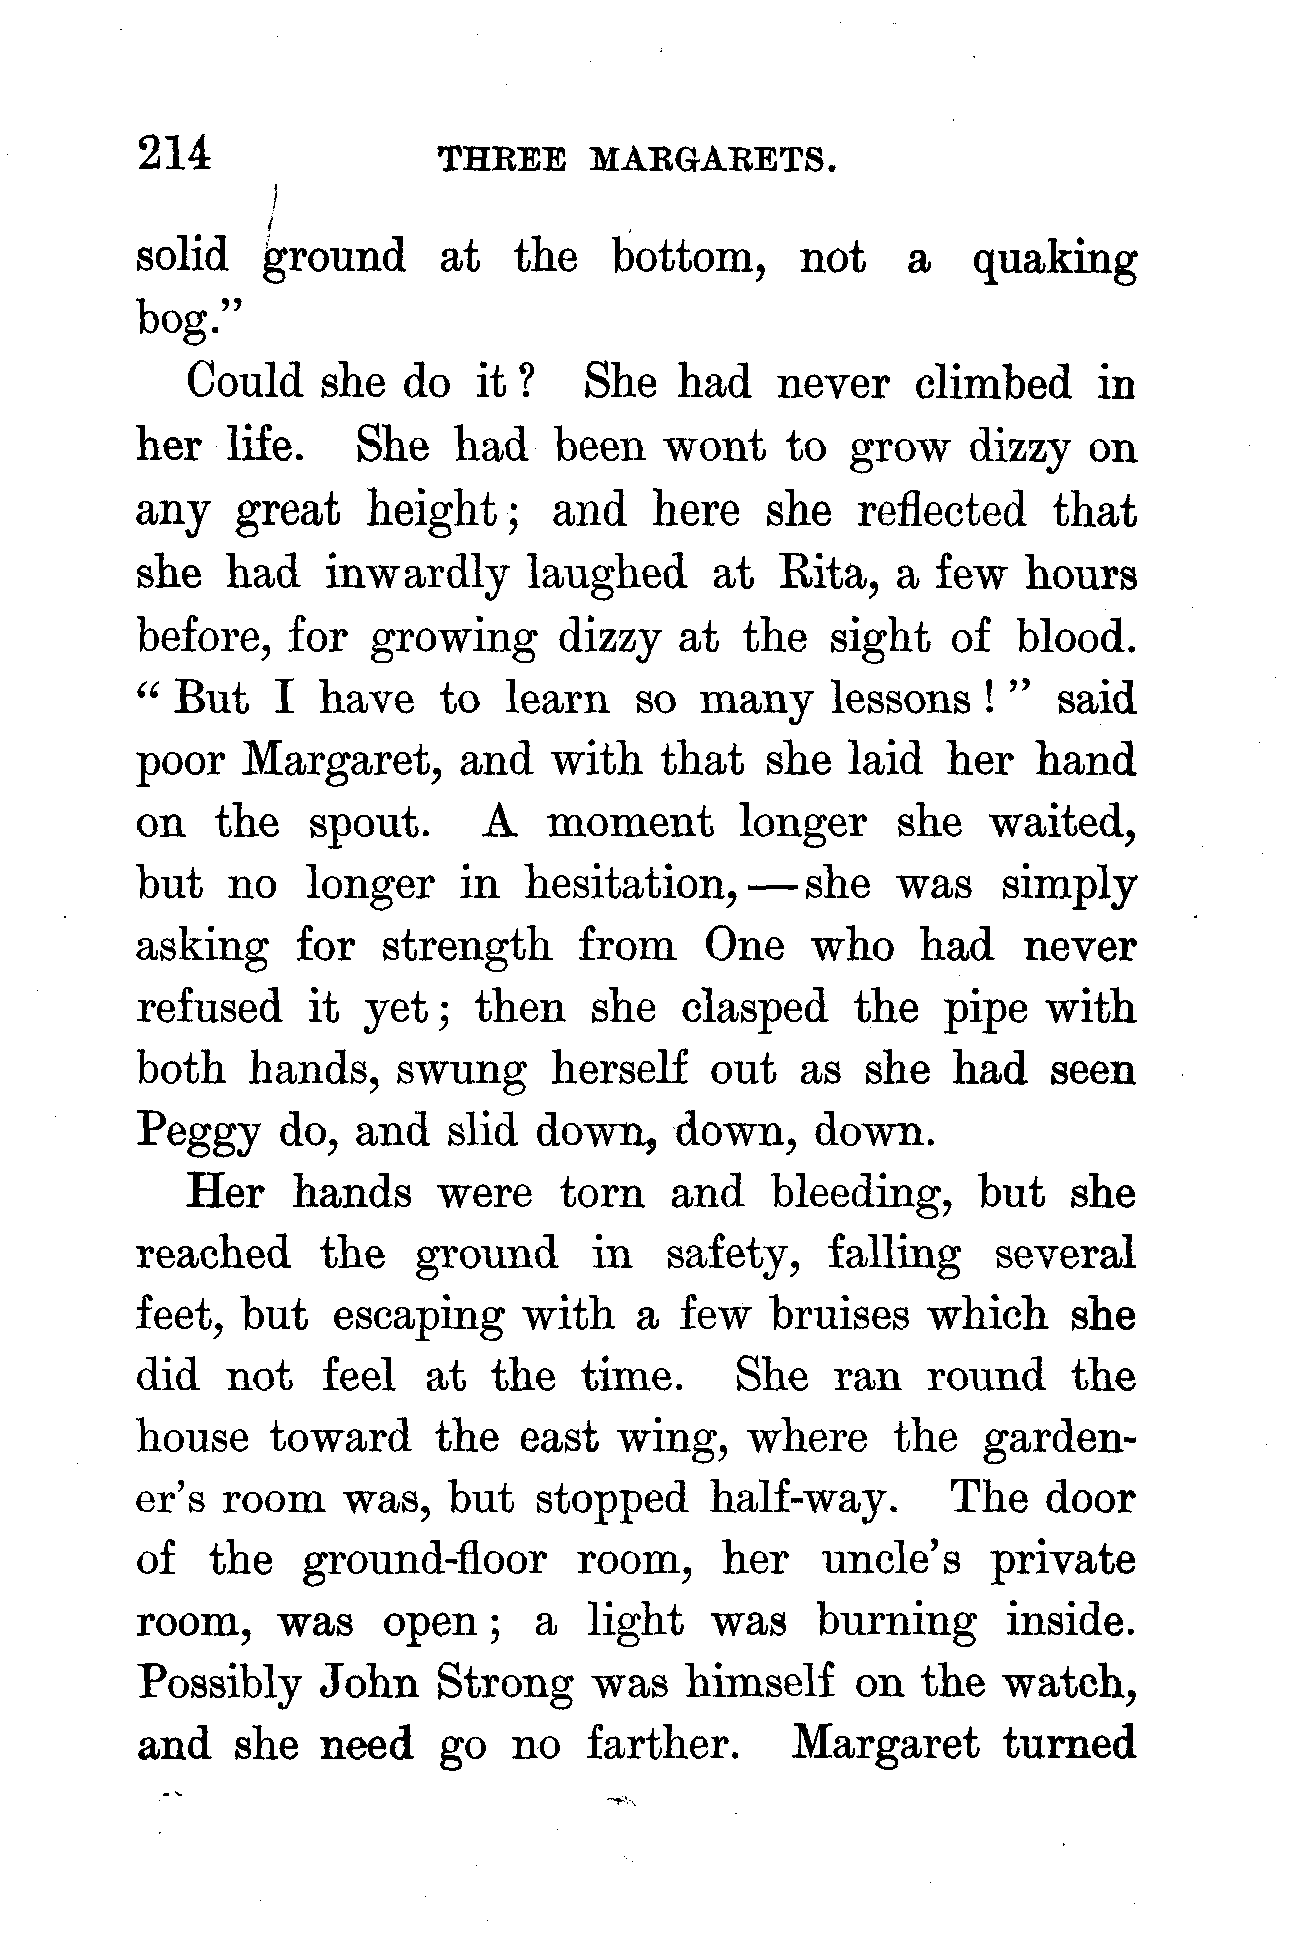 214 THREE MARGARETS.
solid ground at the bottom, not a quaking
bog.”
Could she do it? She had never climbed in
her life. She had been wont to grow dizzy on
any great height; and here she reflected that
she had inwardly laughed at Rita, a few hours
before, for growing dizzy at the sight of blood.
“But I have to learn so many lessons!” said
poor Margaret, and with that she laid her hand
on the spout. A moment longer she waited,
but no longer in hesitation,—she was simply
asking for strength from One who had never
refused it yet; then she clasped the pipe with
both hands, swung herself out as she had seen
Peggy do, and slid down, down, down.
Her hands were torn and bleeding, but she
reached the ground in safety, falling several
feet, but escaping with a few bruises which she
did not feel at the time. She ran round the
house toward the east wing, where the garden-
er’s room was, but stopped half-way. The door
of the ground-floor room, her uncle’s private
room, was open; a light was burning inside.
Possibly John Strong was himself on the watch,
and she need go no farther. Margaret turned